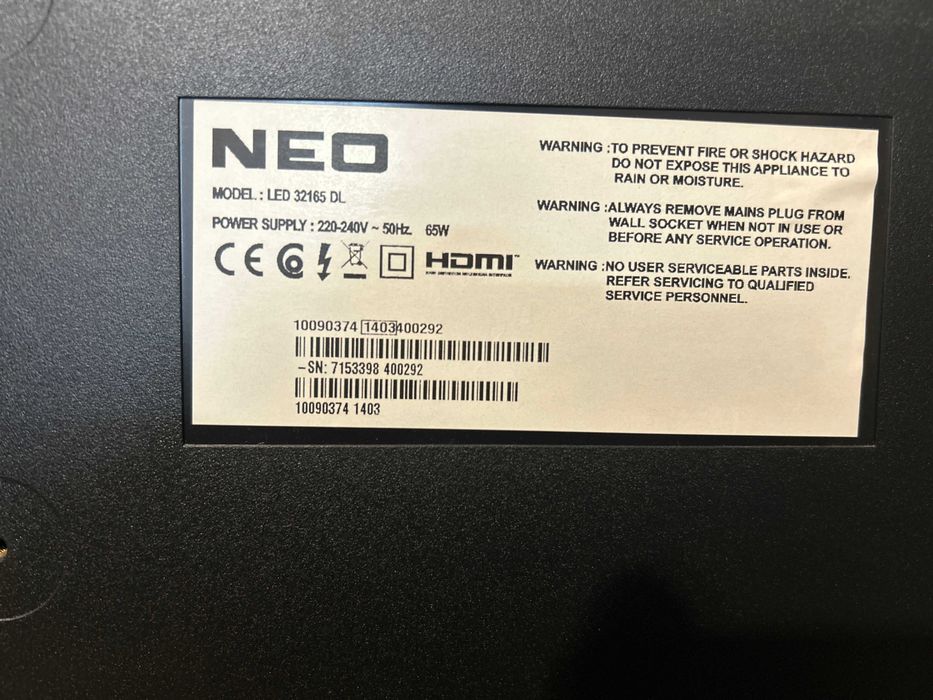 NEO
MODEL : LED 32165 DL
POWER SUPPLY : 220-240V ~ 50Hz. 65W
CE HDMI™
WARNING :TO PREVENT FIRE OR SHOCK HAZARD
DO NOT EXPOSE THIS APPLIANCE TO
RAIN OR MOISTURE.
WARNING :ALWAYS REMOVE MAINS PLUG FROM
WALL SOCKET WHEN NOT IN USE OR
BEFORE ANY SERVICE OPERATION.
WARNING :NO USER SERVICEABLE PARTS INSIDE.
REFER SERVICING TO QUALIFIED
SERVICE PERSONNEL.
10090374 1403400292
–SN: 7153398 400292
10090374 1403